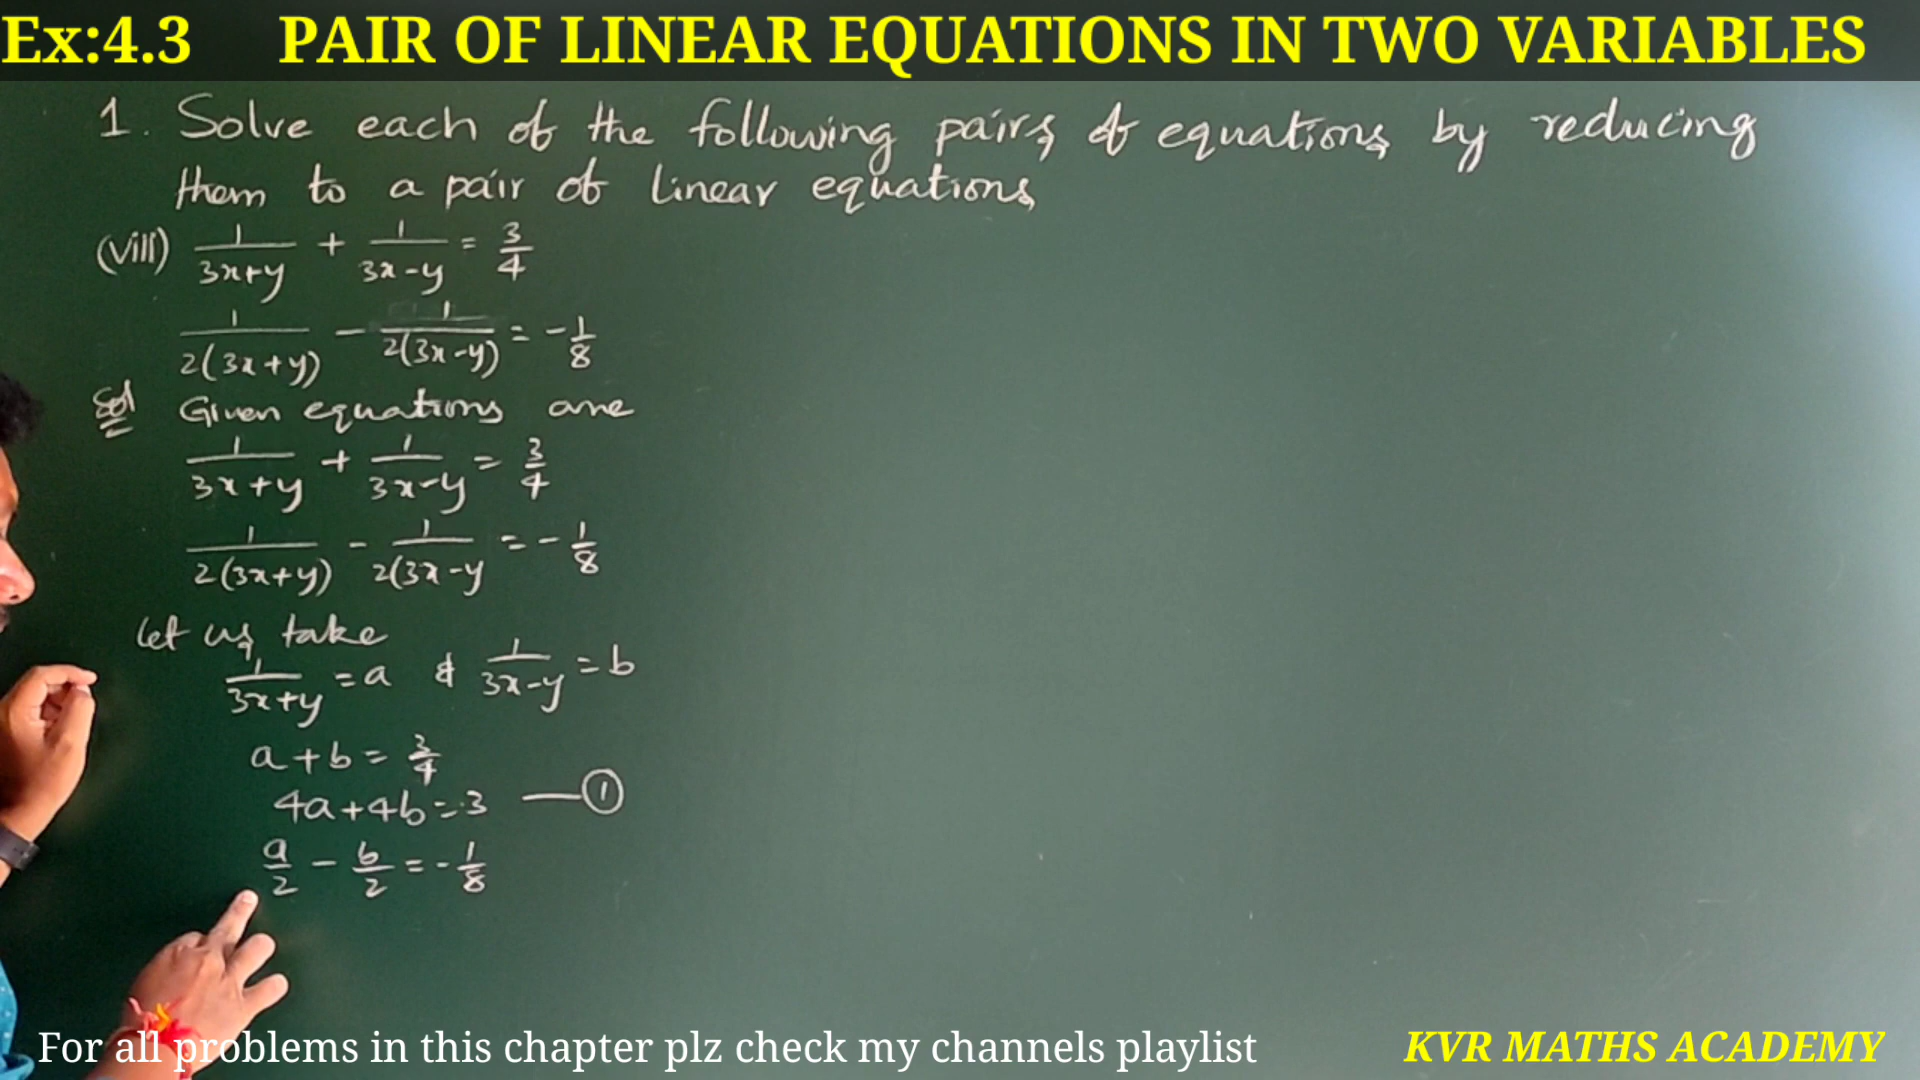 Ex:4.3 PAIR OF LINEAR EQUATIONS IN TWO VARIABLES
1. Solve each of the following pairs of equations by reducing
them to a pair of linear equations
(viii) 1/(3x+y) + 1/(3x-y) = 3/4
1/(2(3x+y)) - 1/(2(3x-y)) = -1/8
Sol Given equations are
1/(3x+y) + 1/(3x-y) = 3/4
1/(2(3x+y)) - 1/(2(3x-y) = -1/8
Let us take
1/(3x+y) = a & 1/(3x-y) = b
a+b = 3/4
4a+4b=3 — ①
a/2 - b/2 = -1/8
For all problems in this chapter plz check my channels playlist
KVR MATHS ACADEMY